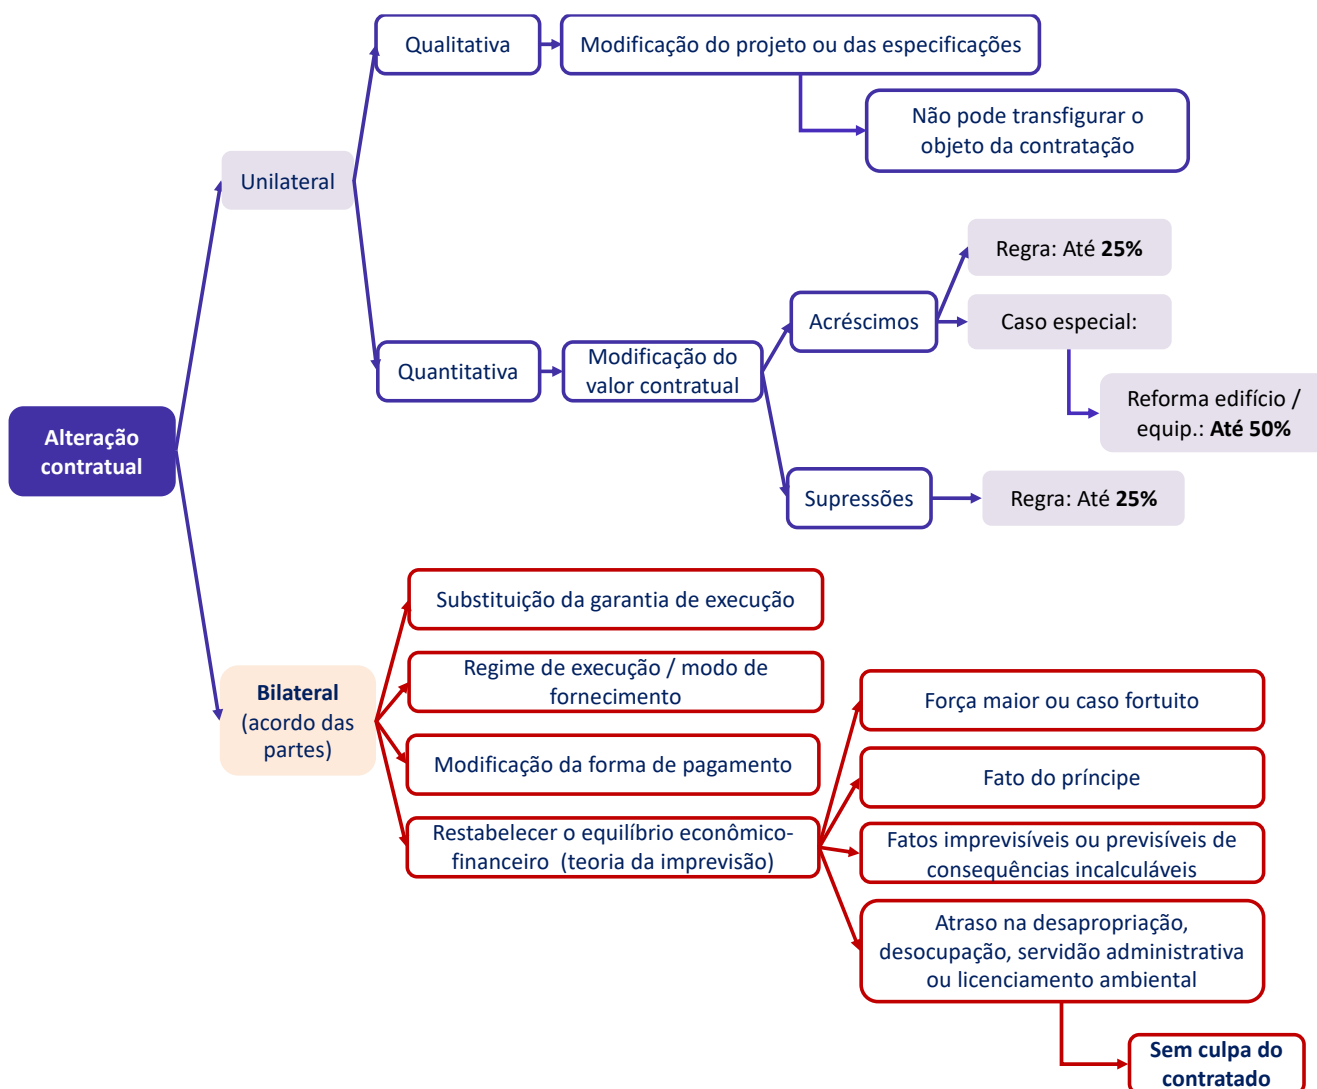 Qualitativa
Modificação do projeto ou das especificações
Não pode transfigurar o
objeto da contratação
Unilateral
Regra: Até 25%
Acréscimos
Caso especial:
Quantitativa
Modificação do
valor contratual
Reforma edifício /
equip.: Até 50%
Alteração
contratual
Supressões
Regra: Até 25%
Substituição da garantia de execução
Regime de execução / modo de
fornecimento
Bilateral
(acordo das
partes)
Força maior ou caso fortuito
Modificação da forma de pagamento
Fato do príncipe
Restabelecer o equilíbrio econômico-
financeiro (teoria da imprevisão)
Fatos imprevisíveis ou previsíveis de
consequências incalculáveis
Atraso na desapropriação,
desocupação, servidão administrativa
ou licenciamento ambiental
Sem culpa do
contratado